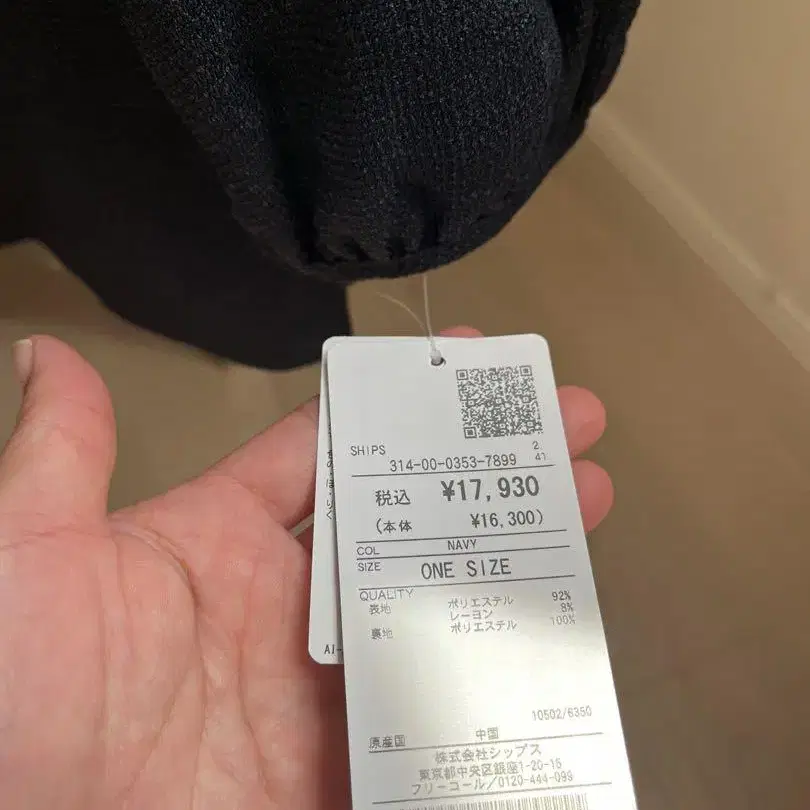 SHIPS
314-00-0353-7899
2
41
税込 ¥17,930
(本体 ¥16,300)
COL NAVY
SIZE ONE SIZE
QUALITY
表地 ポリエステル 92%
レーヨン 8%
裏地 ポリエステル 100%
10502/6350
原産国 中国
株式会社シップス
東京都中央区銀座1-20-15
フリーコール/0120-444-099
AI-